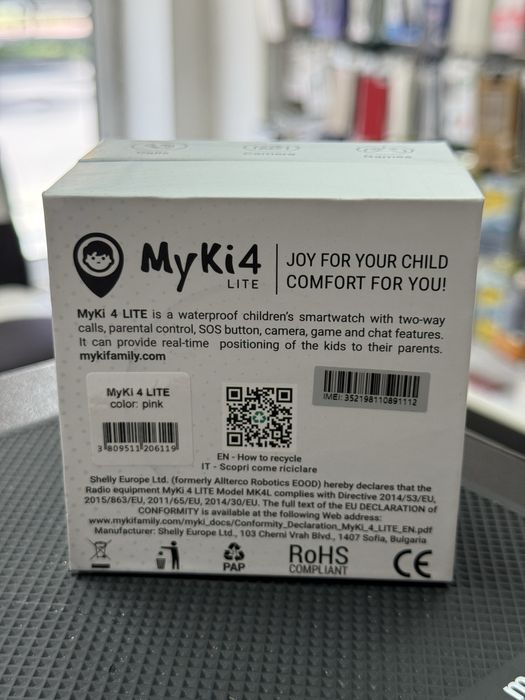 Calls
Camera
Games
MyKi4
LITE
JOY FOR YOUR CHILD
COMFORT FOR YOU!
MyKi 4 LITE is a waterproof children's smartwatch with two-way
calls, parental control, SOS button, camera, game and chat features.
It can provide real-time positioning of the kids to their parents.
mykifamily.com
MyKi 4 LITE
color: pink
3 809511 206119
IMEI: 352198110891112
EN - How to recycle
IT - Scopri come riciclare
Shelly Europe Ltd. (formerly Allterco Robotics EOOD) hereby declares that the
Radio equipment MyKi 4 LITE Model MK4L complies with Directive 2014/53/EU,
2015/863/EU, 2011/65/EU, 2014/30/EU. The full text of the EU DECLARATION OF
CONFORMITY is available at the following Web address:
www.mykifamily.com/myki_docs/Conformity_Declaration_MyKi_4_LITE_EN.pdf
Manufacturer: Shelly Europe Ltd., 103 Cherni Vrah Blvd., 1407 Sofia, Bulgaria
PAP
RoHS
COMPLIANT
CE